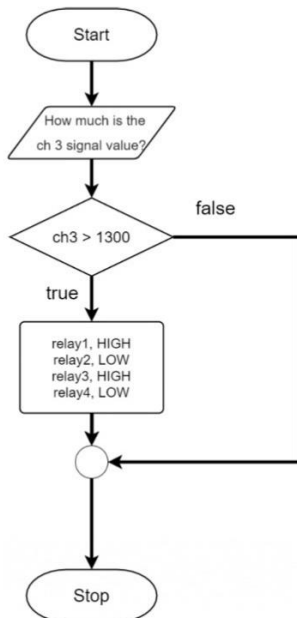 Start
How much is the
ch 3 signal value?
ch3 > 1300
false
true
relay1, HIGH
relay2, LOW
relay3, HIGH
relay4, LOW
Stop